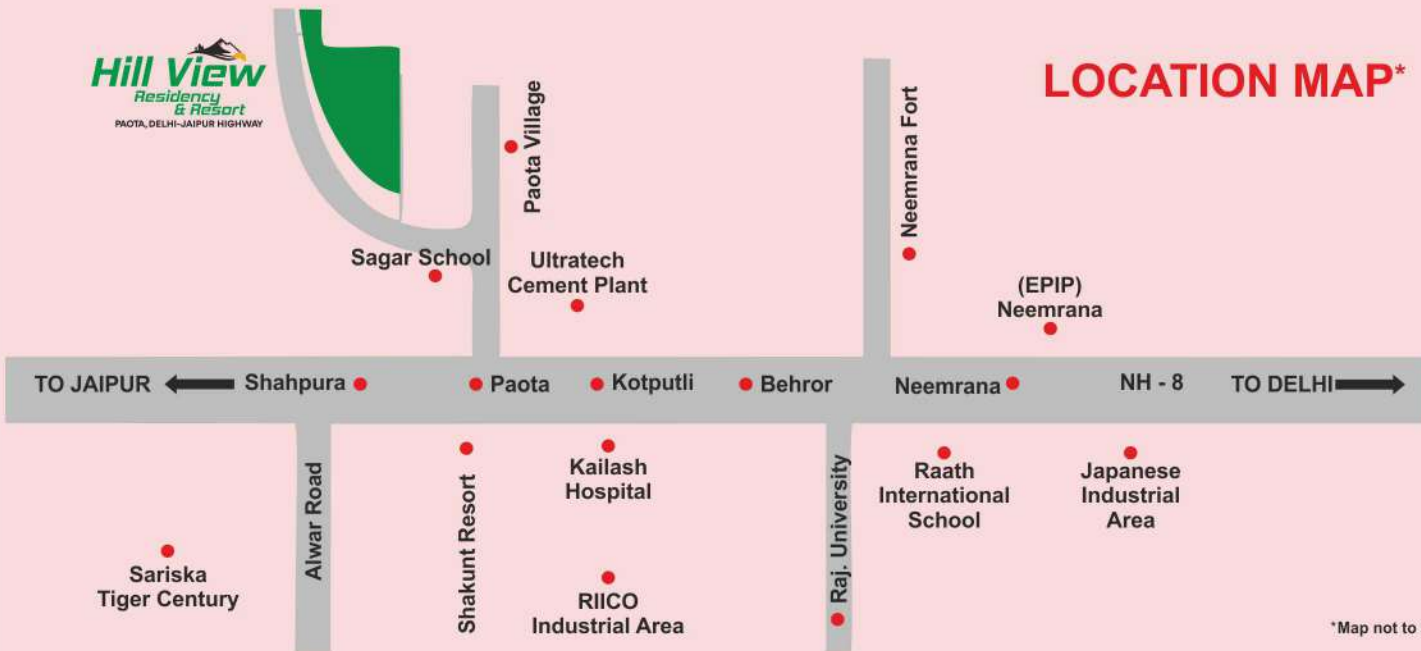 Hill View
Residency
& Resort
PAOTA, DELHI-JAIPUR HIGHWAY
LOCATION MAP*
Paota Village
Neemrana Fort
Sagar School
Ultratech
Cement Plant
(EPIP)
Neemrana
TO JAIPUR
Shahpura
Paota
Kotputli
Behror
Neemrana
NH - 8
TO DELHI
Alwar Road
Shakunt Resort
Kailash
Hospital
Raj. University
Raath
International
School
Japanese
Industrial
Area
Sariska
Tiger Century
RIICO
Industrial Area
*Map not to